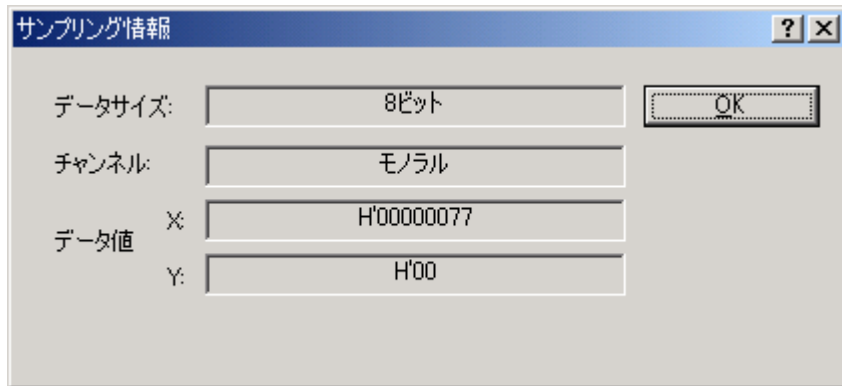 サンプリング情報
データサイズ: 8ビット OK
チャンネル: モノラル
データ値 X: H'00000077
Y: H'00